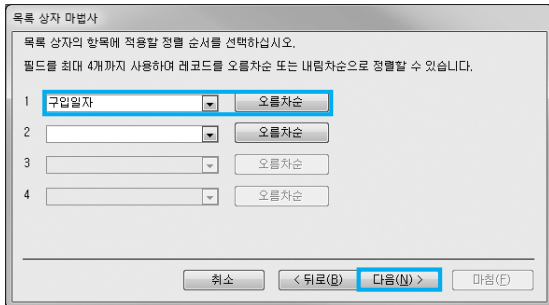 목록 상자 마법사
목록 상자의 항목에 적용할 정렬 순서를 선택하십시오.
필드를 최대 4개까지 사용하여 레코드를 오름차순 또는 내림차순으로 정렬할 수 있습니다.
1 구입일자 오름차순
2 오름차순
3 오름차순
4 오름차순
취소 < 뒤로(B) 다음(N) > 마침(F)